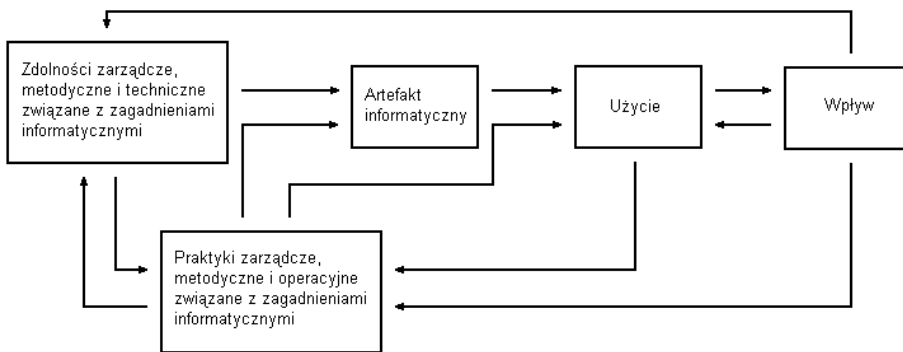 Zdolności zarządcze,
metodyczne i techniczne
związane z zagadnieniami
informatycznymi
Artefakt
informatyczny
Użycie
Wpływ
Praktyki zarządcze,
metodyczne i operacyjne
związane z zagadnieniami
informatycznymi